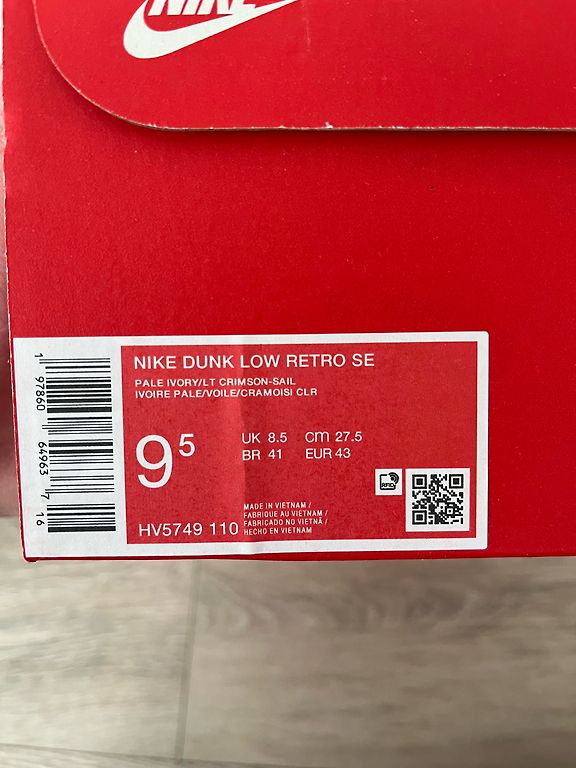 NIKE
NIKE DUNK LOW RETRO SE
PALE IVORY/LT CRIMSON-SAIL
IVOIRE PALE/VOILE/CRAMOISI CLR
9 5
UK 8.5 cm 27.5
BR 41 EUR 43
RFID
HV5749 110
MADE IN VIETNAM /
FABRIQUE AU VIETNAM /
FABRICADO NO VIETNÃ /
HECHO EN VIETNAM
1 97860 64963 7 16